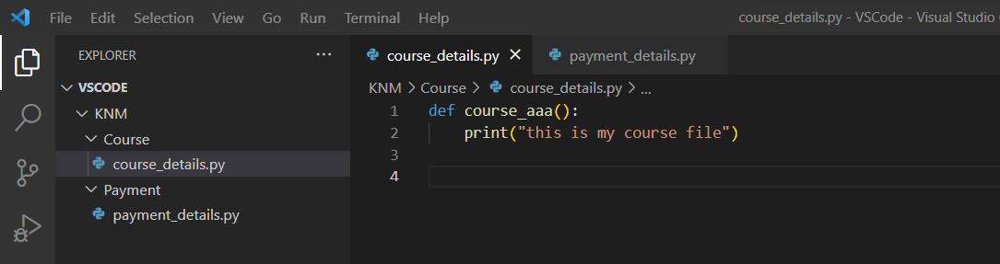 File Edit Selection View Go Run Terminal Help course_details.py - VSCode - Visual Studio
EXPLORER ...
VSCODE
KNM
Course
course_details.py
Payment
payment_details.py
course_details.py payment_details.py
KNM > Course > course_details.py > ...
1 def course_aaa():
2     print("this is my course file")
3
4